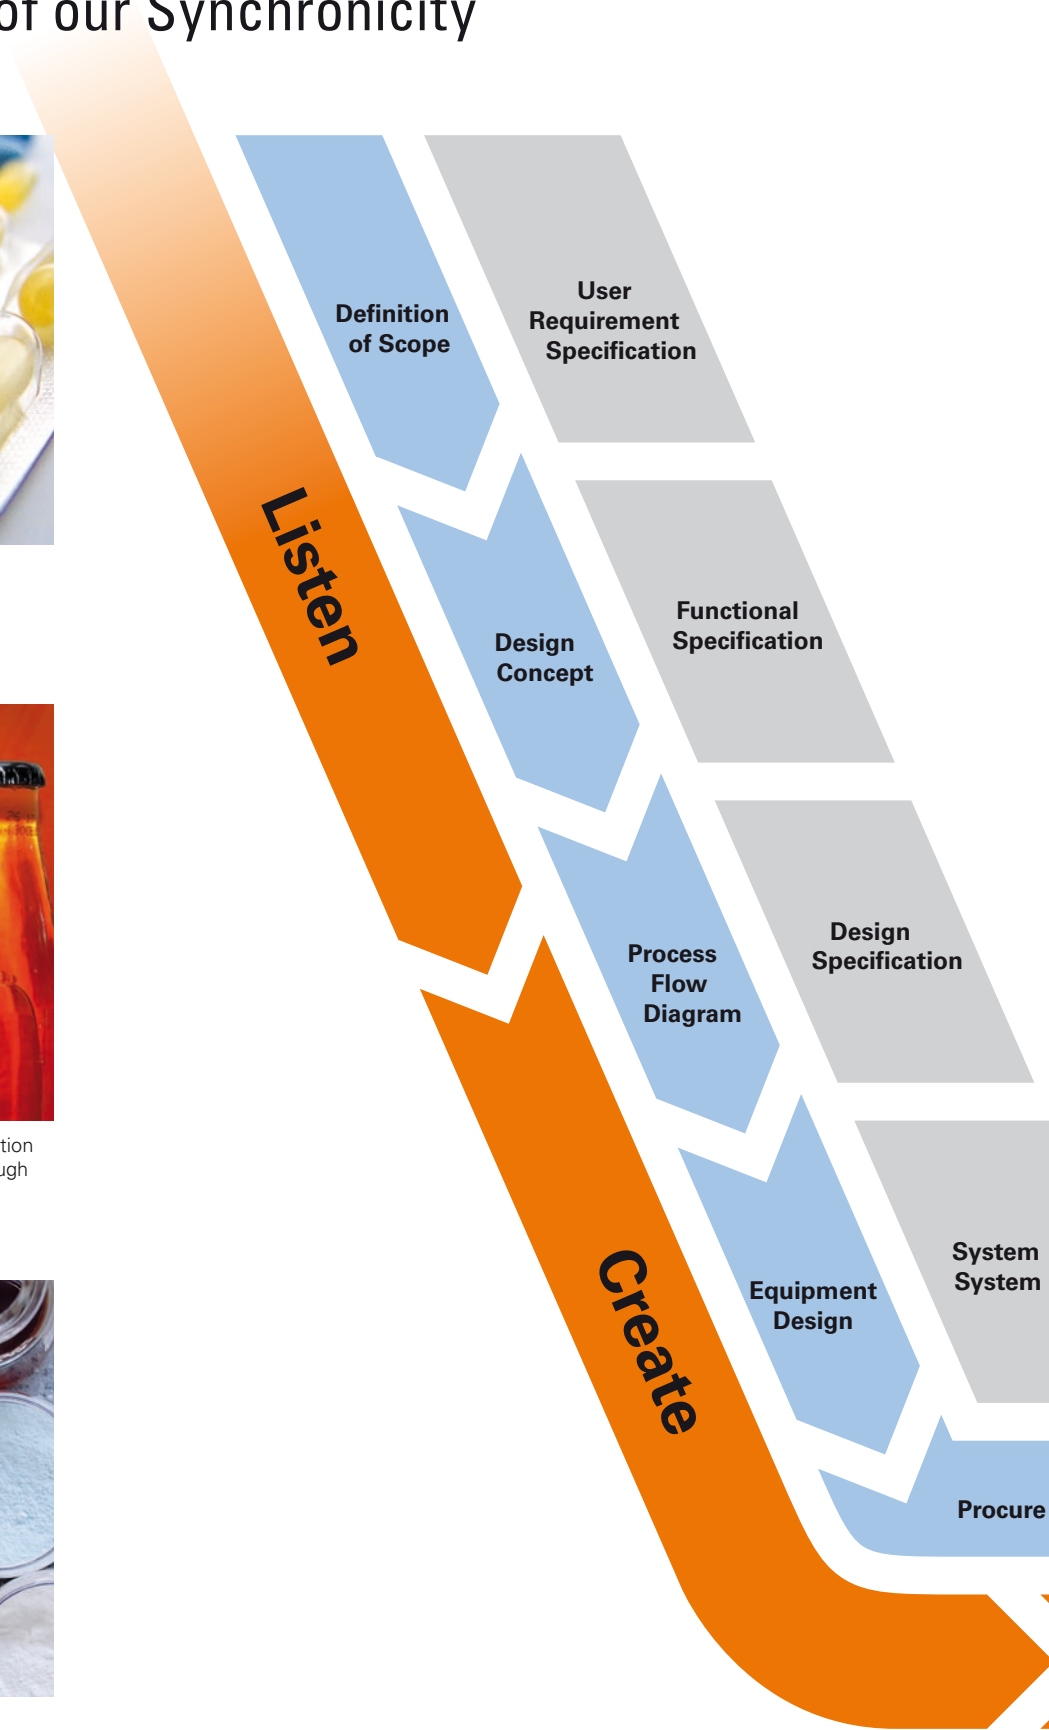 of our Synchronicity
Definition
of Scope
User
Requirement
Specification
Listen
Design
Concept
Functional
Specification
Process
Flow
Diagram
Design
Specification
tion
ugh
Create
Equipment
Design
System
System
Procure